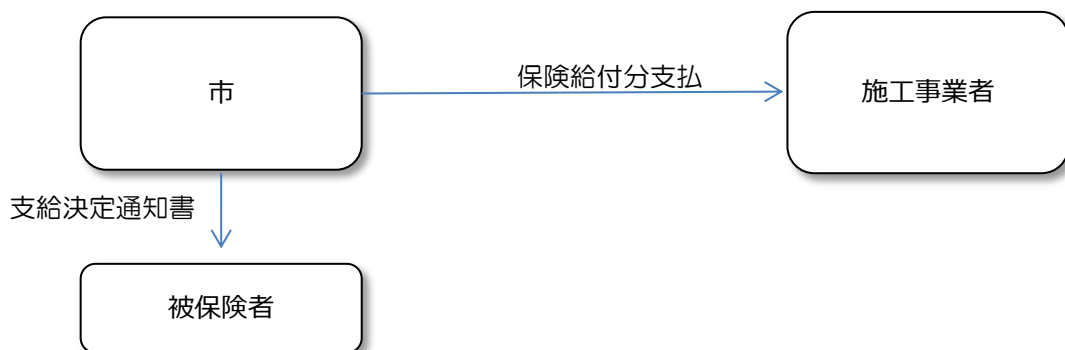 市
保険給付分支払
施工事業者
支給決定通知書
被保険者